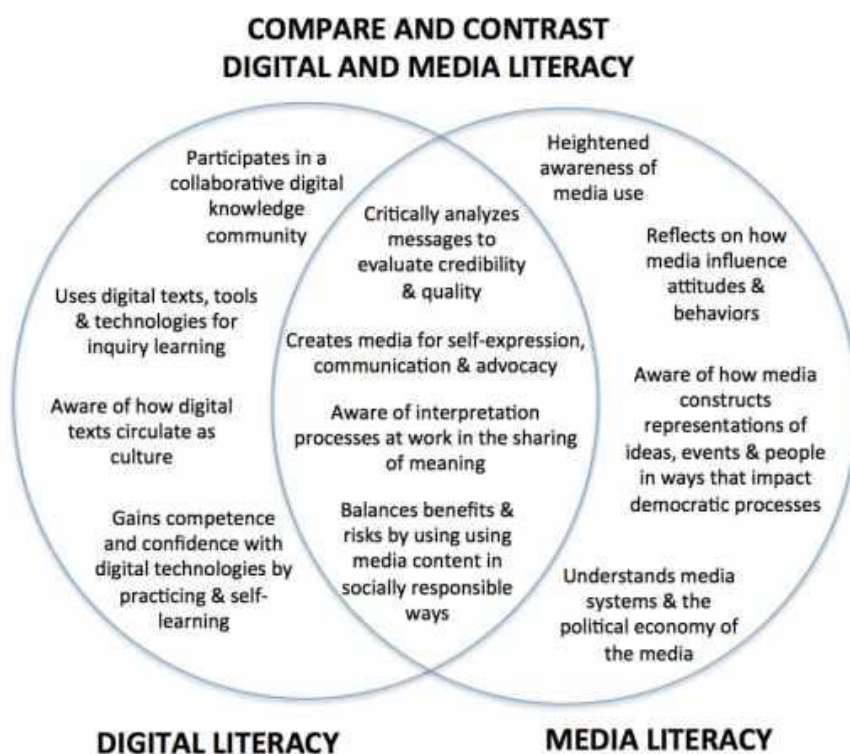 COMPARE AND CONTRAST
DIGITAL AND MEDIA LITERACY
Participates in a
collaborative digital
knowledge
community
Uses digital texts, tools
& technologies for
inquiry learning
Aware of how digital
texts circulate as
culture
Gains competence
and confidence with
digital technologies by
practicing & self-
learning
Critically analyzes
messages to
evaluate credibility
& quality
Creates media for self-expression,
communication & advocacy
Aware of interpretation
processes at work in the sharing
of meaning
Balances benefits &
risks by using using
media content in
socially responsible
ways
Heightened
awareness of
media use
Reflects on how
media influence
attitudes &
behaviors
Aware of how media
constructs
representations of
ideas, events & people
in ways that impact
democratic processes
Understands media
systems & the
political economy of
the media
DIGITAL LITERACY
MEDIA LITERACY